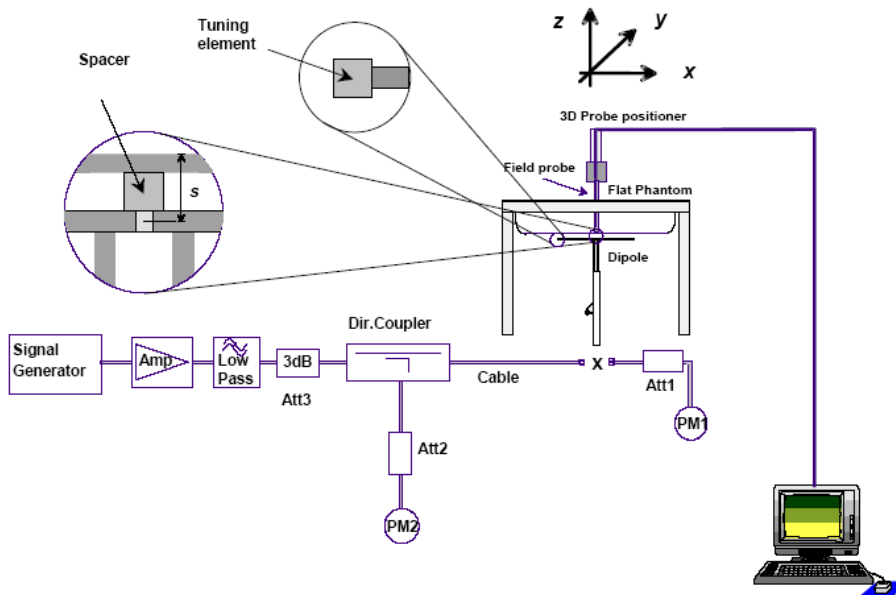 Tuning
element
Spacer
z
y
x
3D Probe positioner
s
Field probe
Flat Phantom
Dipole
Dir.Coupler
Signal
Generator
Amp
Low
Pass
3dB
Att3
Cable
x
Att1
PM1
Att2
PM2